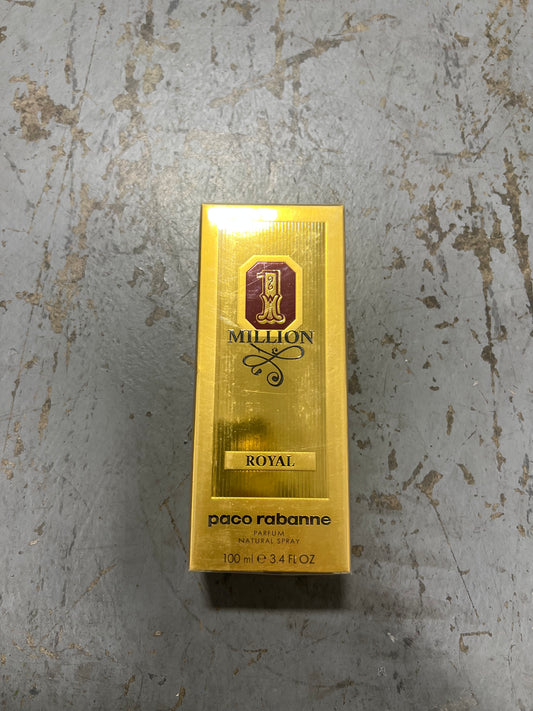 1
MILLION
ROYAL
paco rabanne
PARFUM
NATURAL SPRAY
100 ml ℮ 3.4 FL OZ